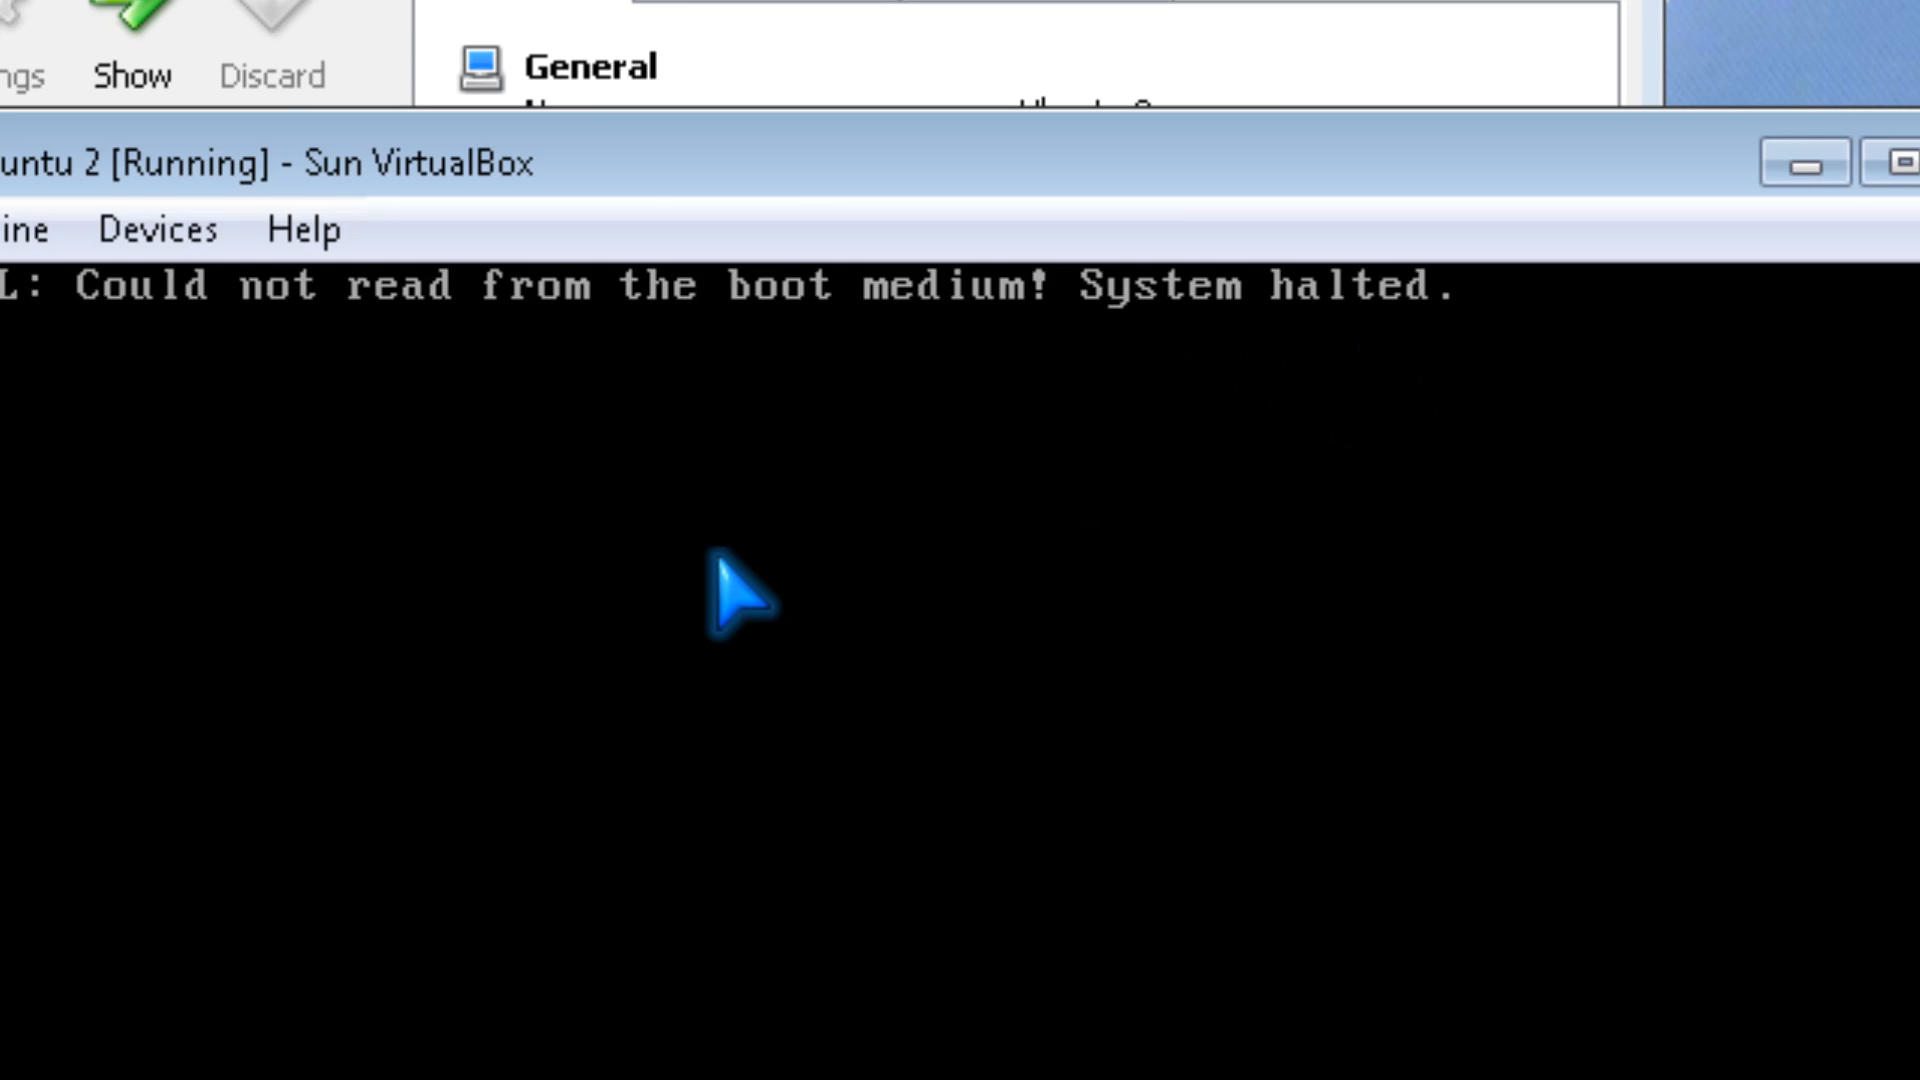 ngs Show Discard
General
untu 2 [Running] - Sun VirtualBox
ine Devices Help
L: Could not read from the boot medium! System halted.